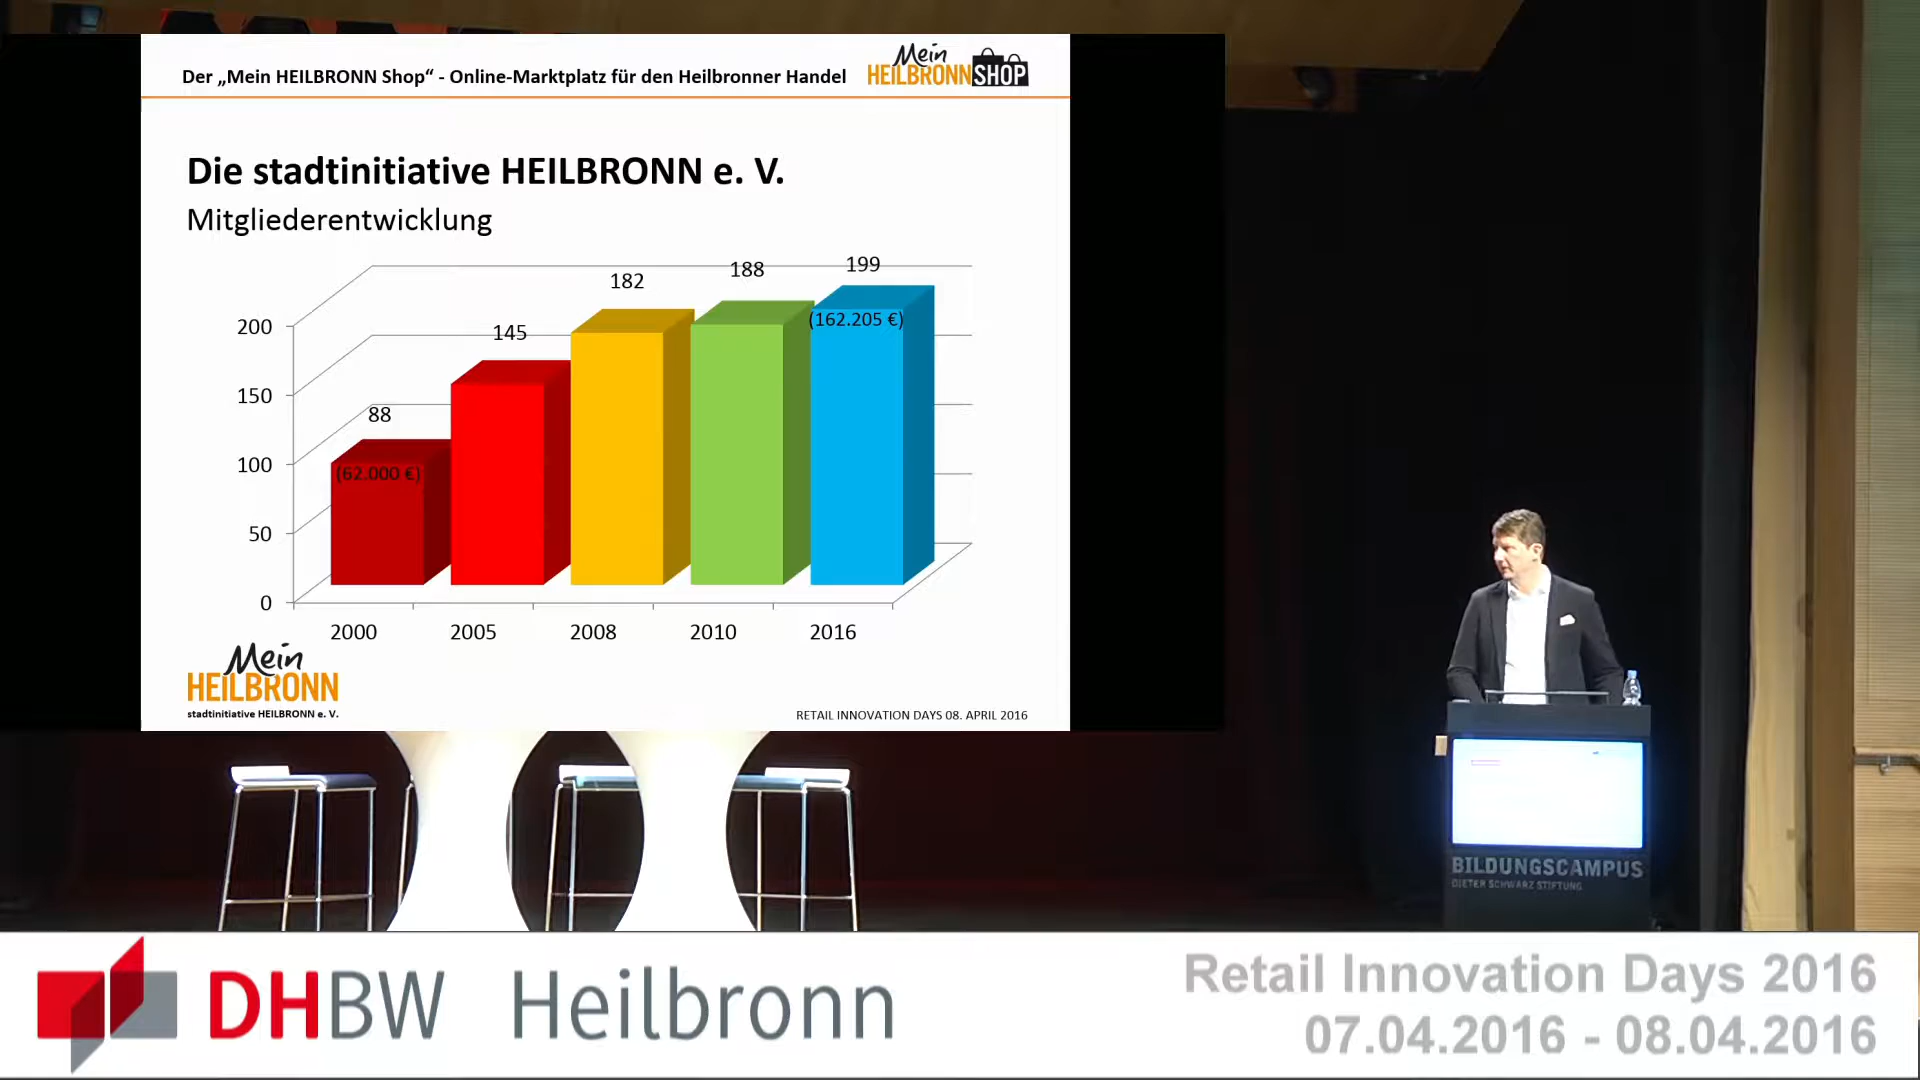 Der „Mein HEILBRONN Shop“ - Online-Marktplatz für den Heilbronner Handel
Mein
HEILBRONN SHOP
Die stadtinitiative HEILBRONN e. V.
Mitgliederentwicklung
200
150
100
50
0
88
145
182
188
199
(62.000 €)
(162.205 €)
2000
2005
2008
2010
2016
Mein
HEILBRONN
stadtinitiative HEILBRONN e. V.
RETAIL INNOVATION DAYS 08. APRIL 2016
BILDUNGSCAMPUS
DIETER SCHWARZ STIFTUNG
DHBW Heilbronn
Retail Innovation Days 2016
07.04.2016 - 08.04.2016